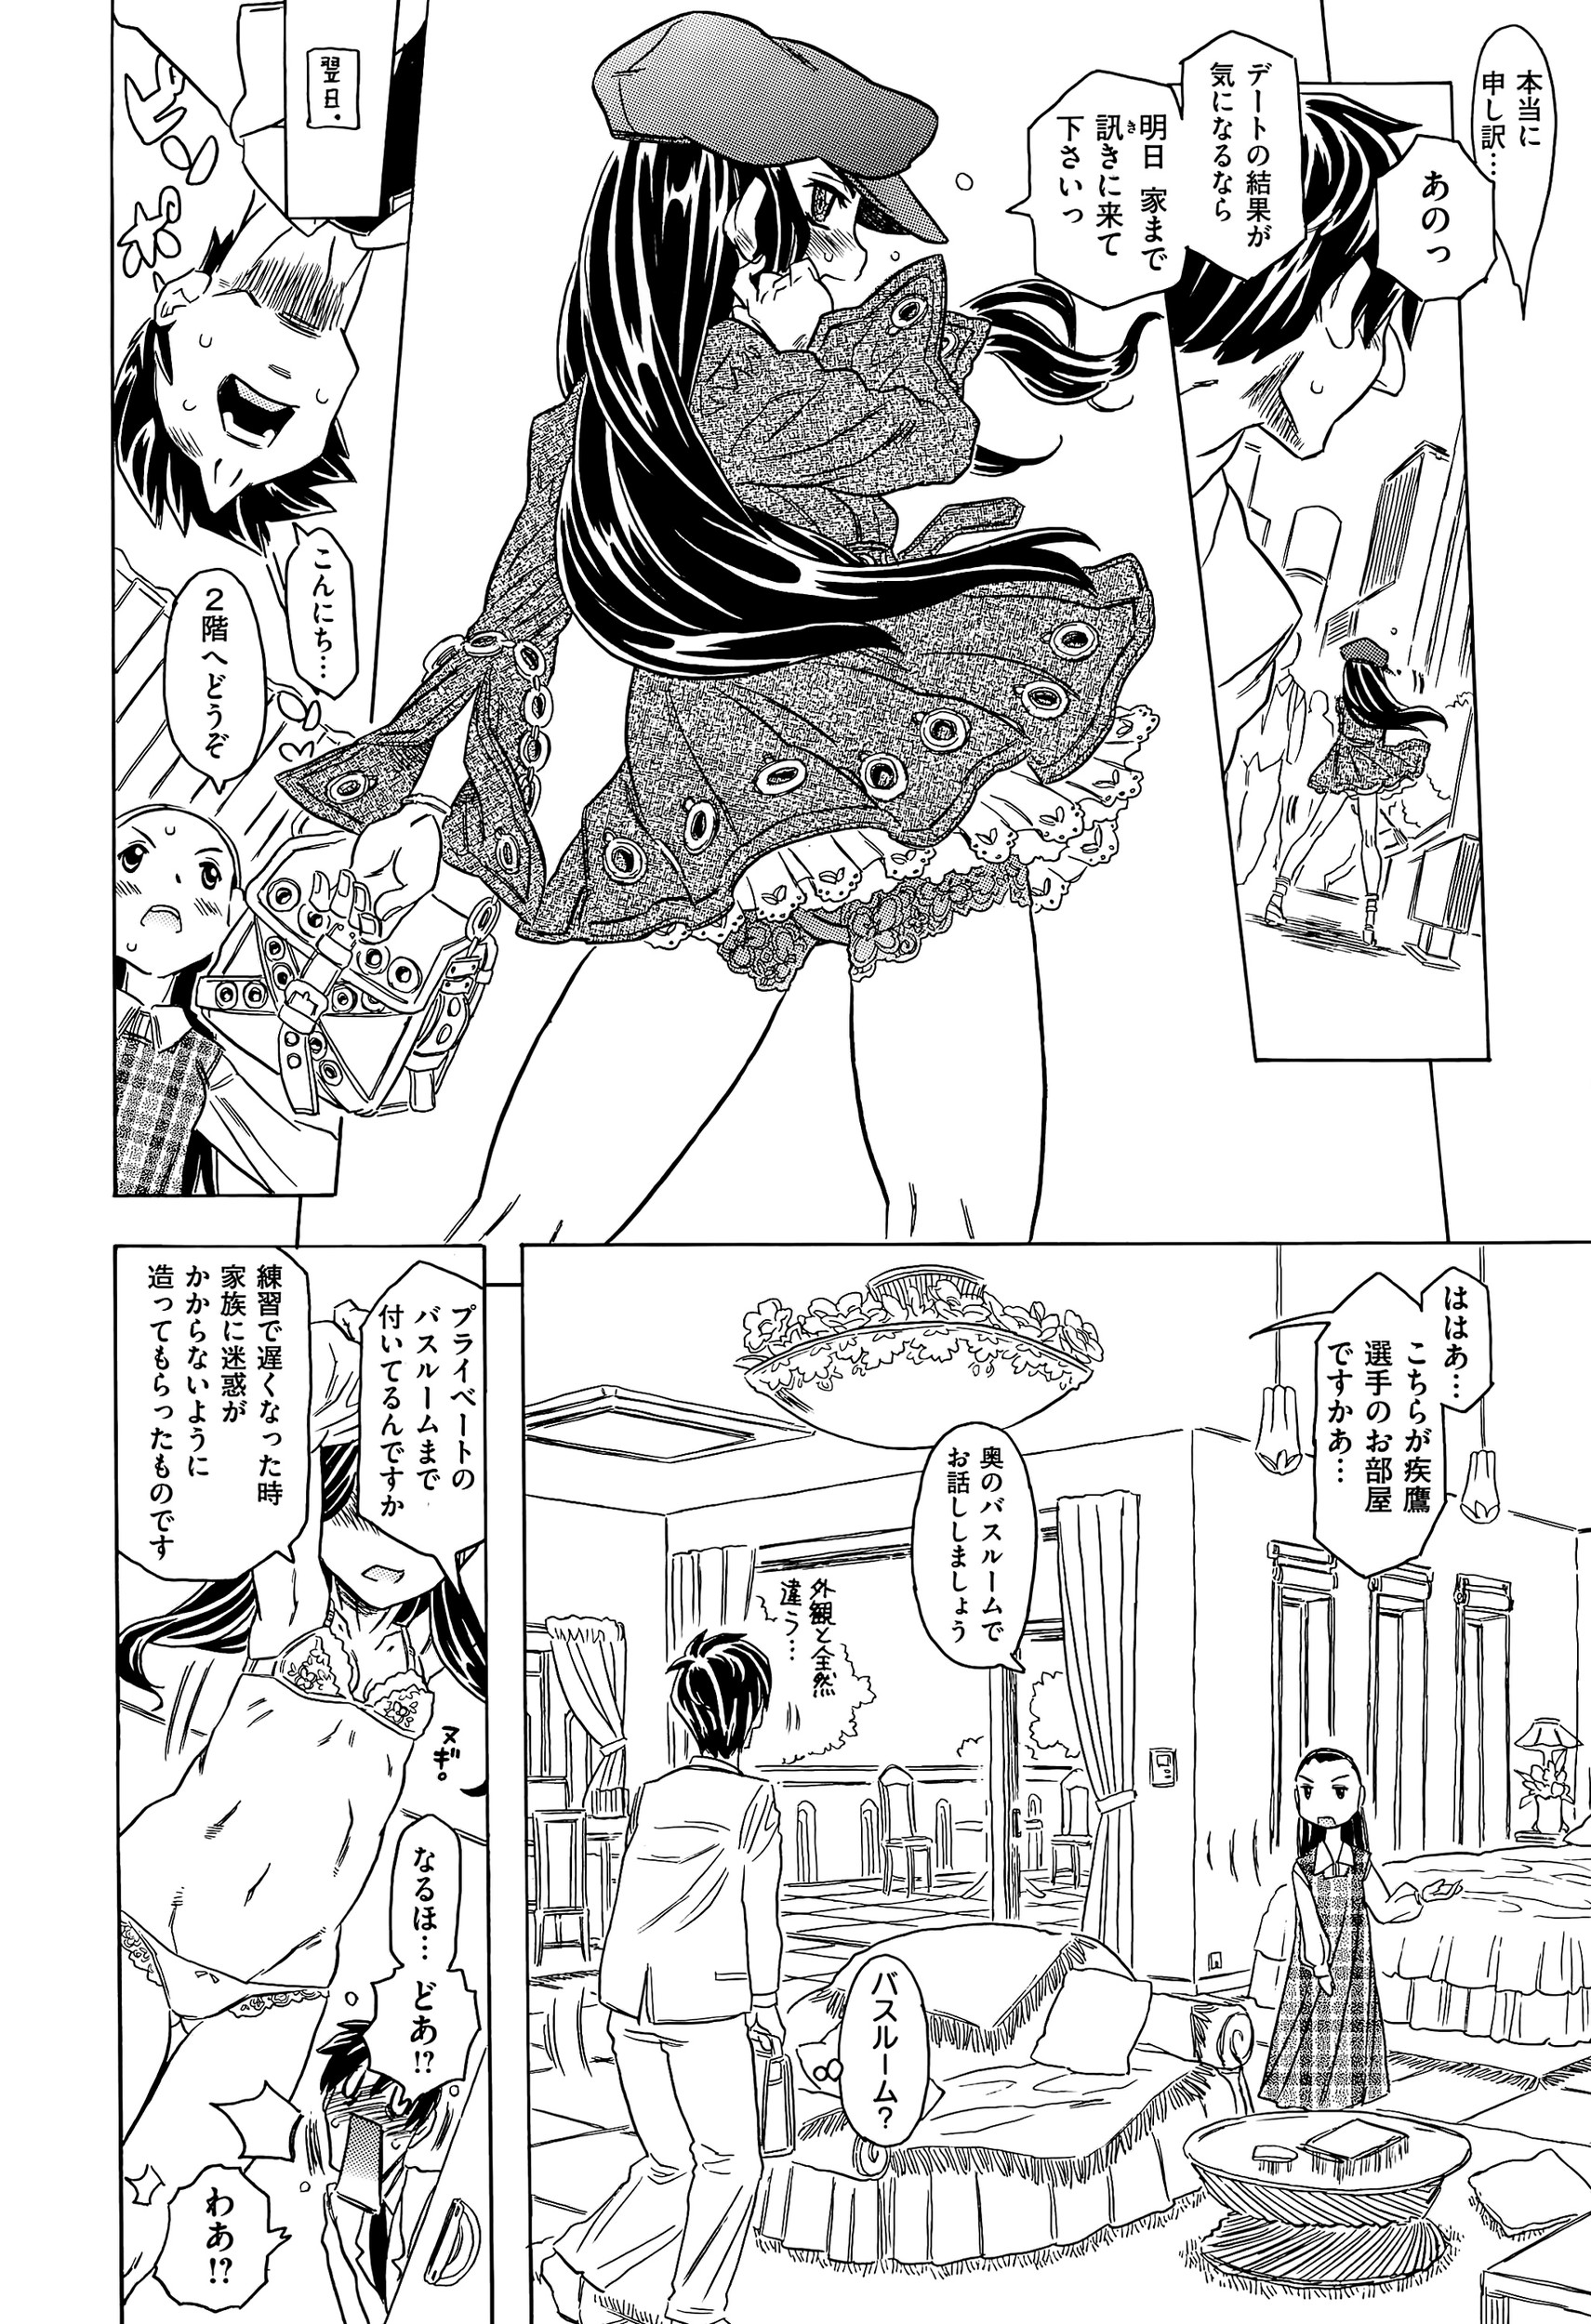 本当に
申し訳…
あのっ
デートの結果が
気になるなら
明日 家まで
訊きに来て
下さいっ
翌日.
ピン
ポーン
こんにち…
2階へどうぞ
ははあ…
こちらが疾鷹
選手のお部屋
ですかあ…
奥のバスルームで
お話ししましょう
外観と全然
違う…
バスルーム?
プライベートの
バスルームまで
付いてるんですか
練習で遅くなった時
家族に迷惑が
かからないように
造ってもらったものです
ヌギ。
なるほ…
どあ!?
わあ!?